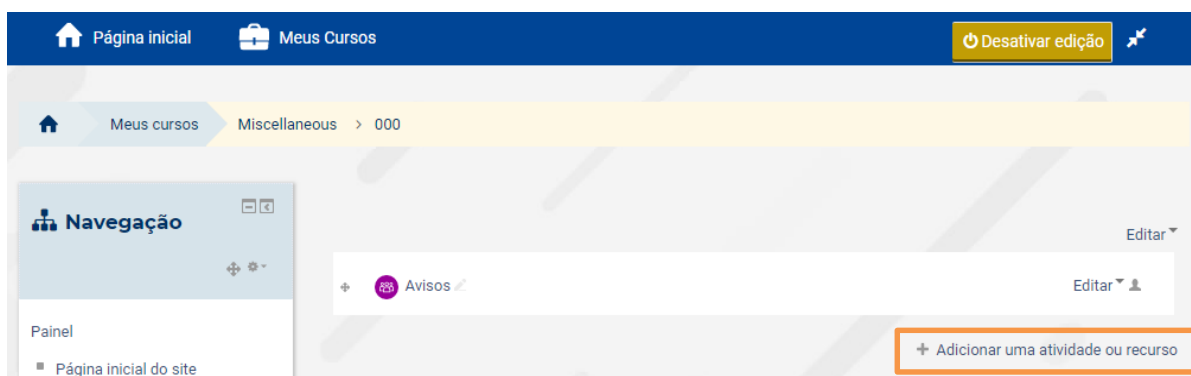 Página inicial Meus Cursos Desativar edição
Meus cursos Miscellaneous > 000
Navegação
Editar
Avisos Editar
Painel
+ Adicionar uma atividade ou recurso
Página inicial do site